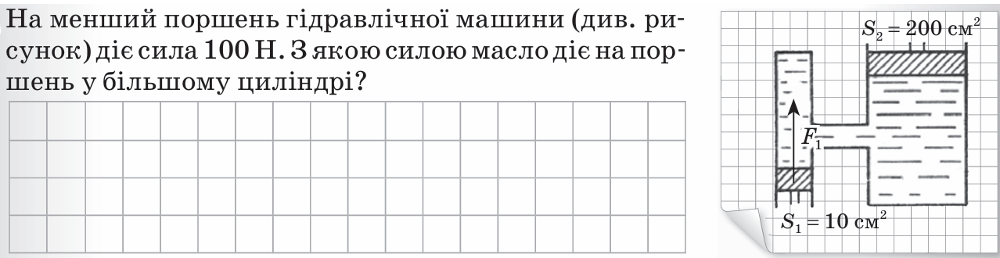 На менший поршень гідравлічної машини (див. ри-
сунок) діє сила 100 Н. З якою силою масло діє на пор-
шень у більшому циліндрі?
S₂ = 200 см²
F₁
S₁ = 10 см²